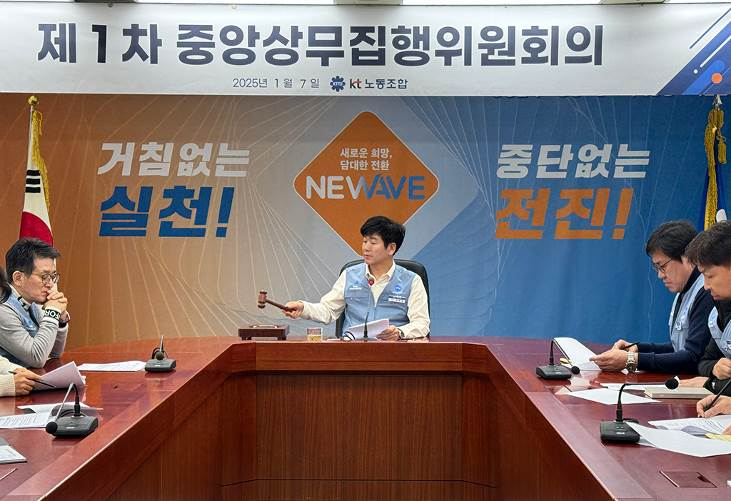 제1차 중앙상무집행위원회의
2025년 1월 7일 kt 노동조합
거침없는
실천!
새로운 희망,
담대한 전환
NEWAVE
중단없는
전진!